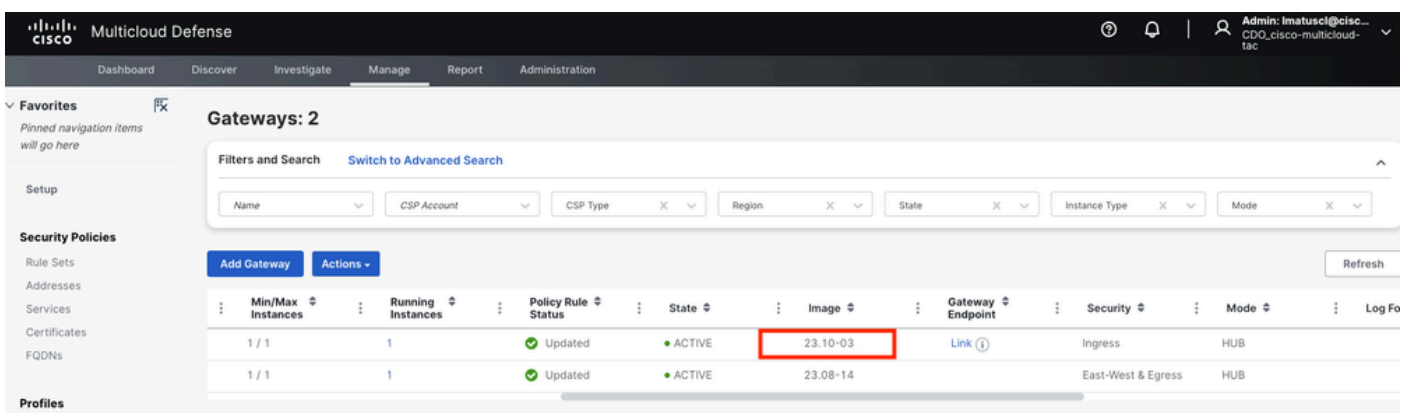 CISCO
Multicloud Defense
Admin: lmatuscl@cisc...
CDO_cisco-multicloud-
tac
Dashboard Discover Investigate Manage Report Administration
Favorites
Pinned navigation items
will go here
Setup
Security Policies
Rule Sets
Addresses
Services
Certificates
FQDNs
Profiles
Gateways: 2
Filters and Search Switch to Advanced Search
Name CSP Account CSP Type Region State Instance Type Mode
Add Gateway Actions Refresh
Min/Max Instances Running Instances Policy Rule Status State Image Gateway Endpoint Security Mode Log Fo
1 / 1 1 Updated ACTIVE 23.10-03 Link Ingress HUB
1 / 1 1 Updated ACTIVE 23.08-14 East-West & Egress HUB